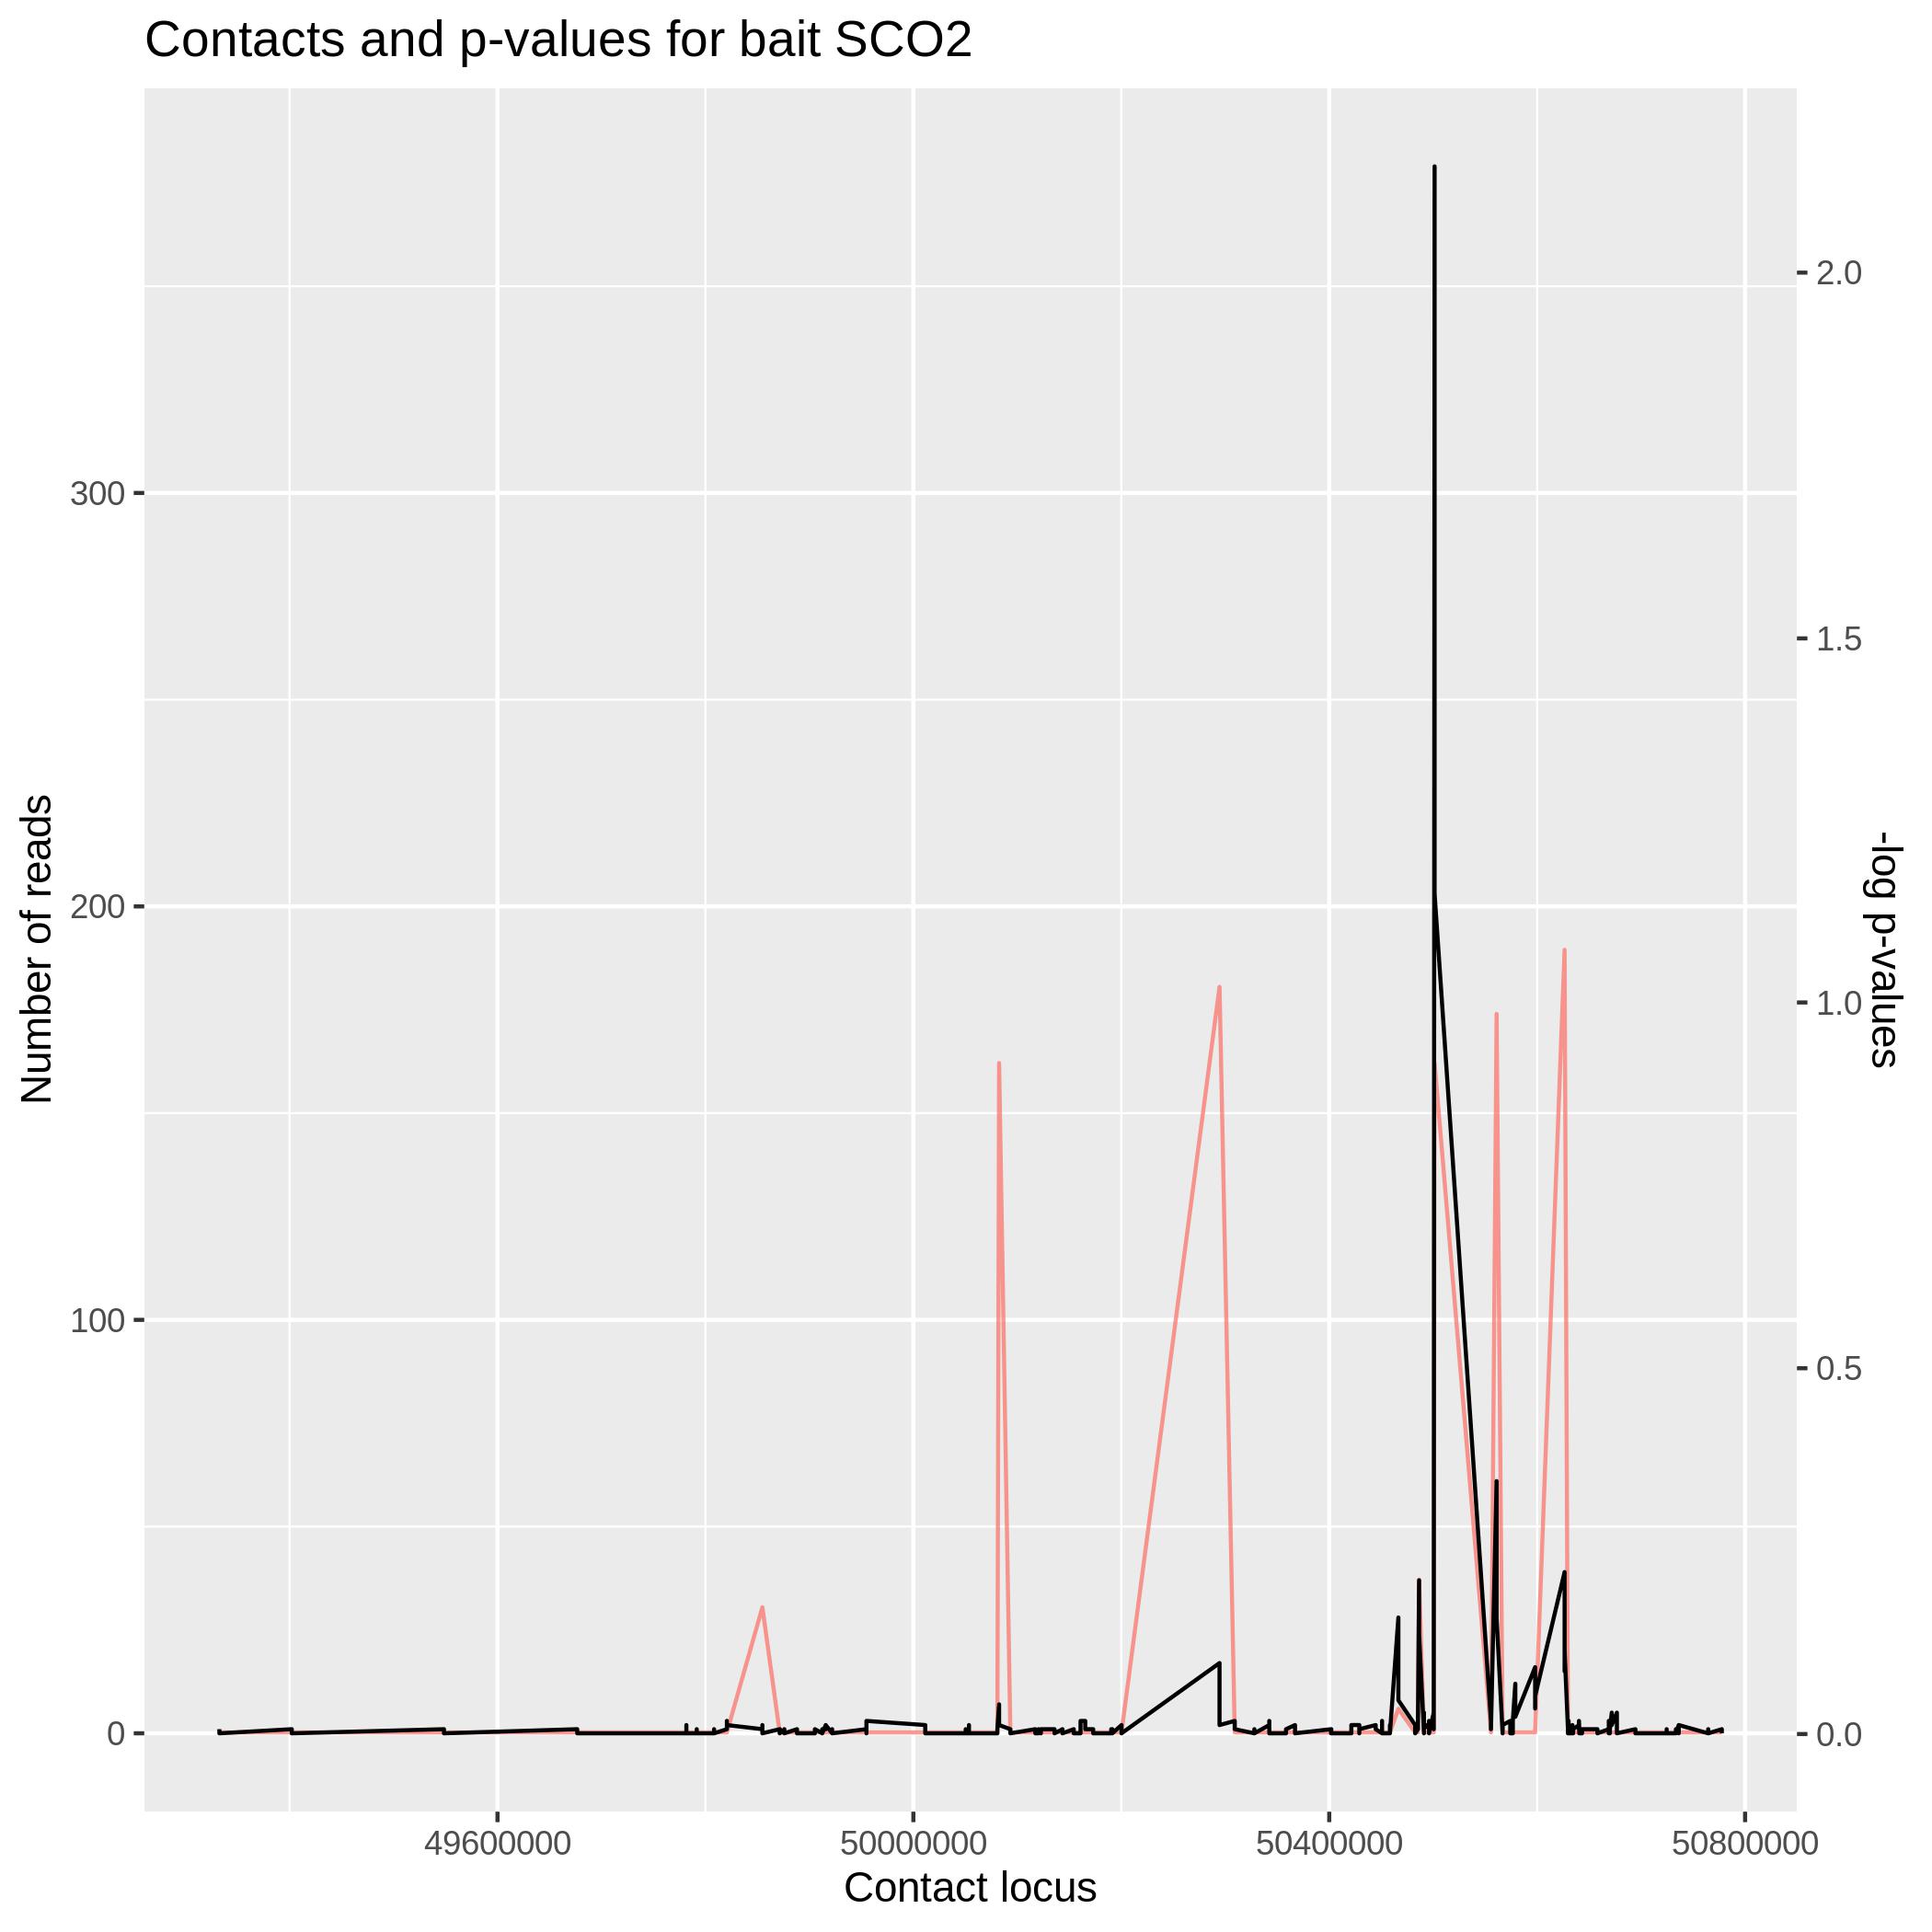 Contacts and p-values for bait SCO2
Number of reads
300
200
100
0
2.0
1.5
1.0
0.5
0.0
-log p-values
49600000 50000000 50400000 50800000
Contact locus